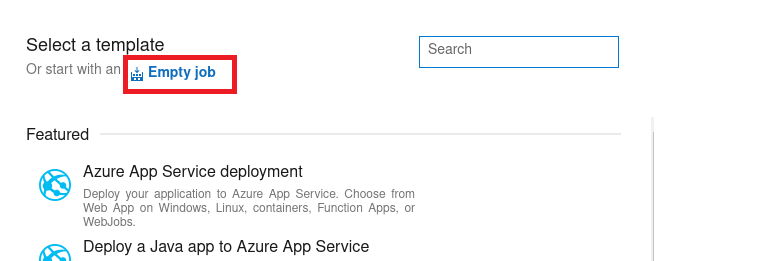 Select a template
Search
Or start with an Empty job
Featured
Azure App Service deployment
Deploy your application to Azure App Service. Choose from
Web App on Windows, Linux, containers, Function Apps, or
WebJobs.
Deploy a Java app to Azure App Service